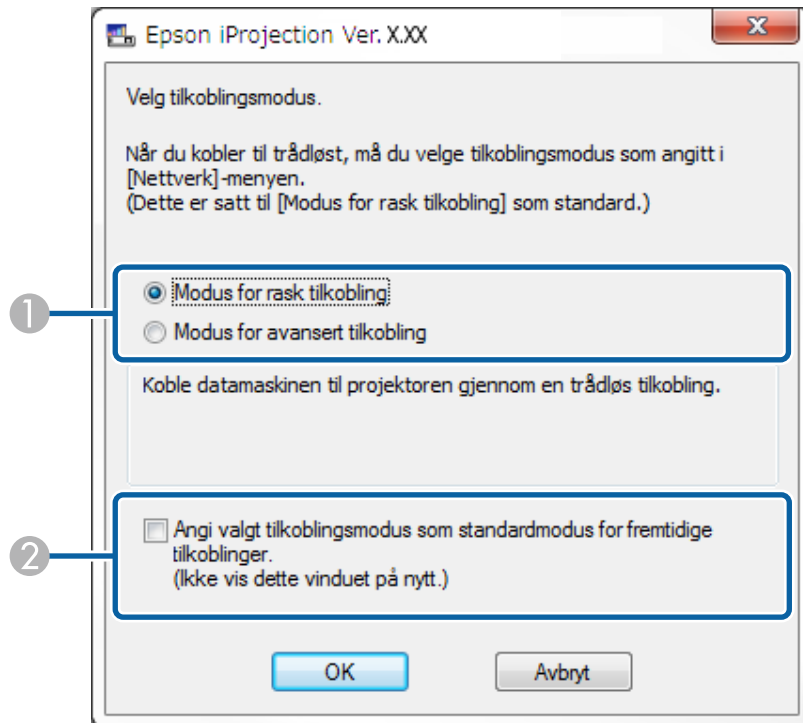 Epson iProjection Ver. X.XX
Velg tilkoblingsmodus.
Når du kobler til trådløst, må du velge tilkoblingsmodus som angitt i
[Nettverk]-menyen.
(Dette er satt til [Modus for rask tilkobling] som standard.)
1
Modus for rask tilkobling
Modus for avansert tilkobling
Koble datamaskinen til projektoren gjennom en trådløs tilkobling.
2
Angi valgt tilkoblingsmodus som standardmodus for fremtidige
tilkoblinger.
(Ikke vis dette vinduet på nytt.)
OK
Avbryt